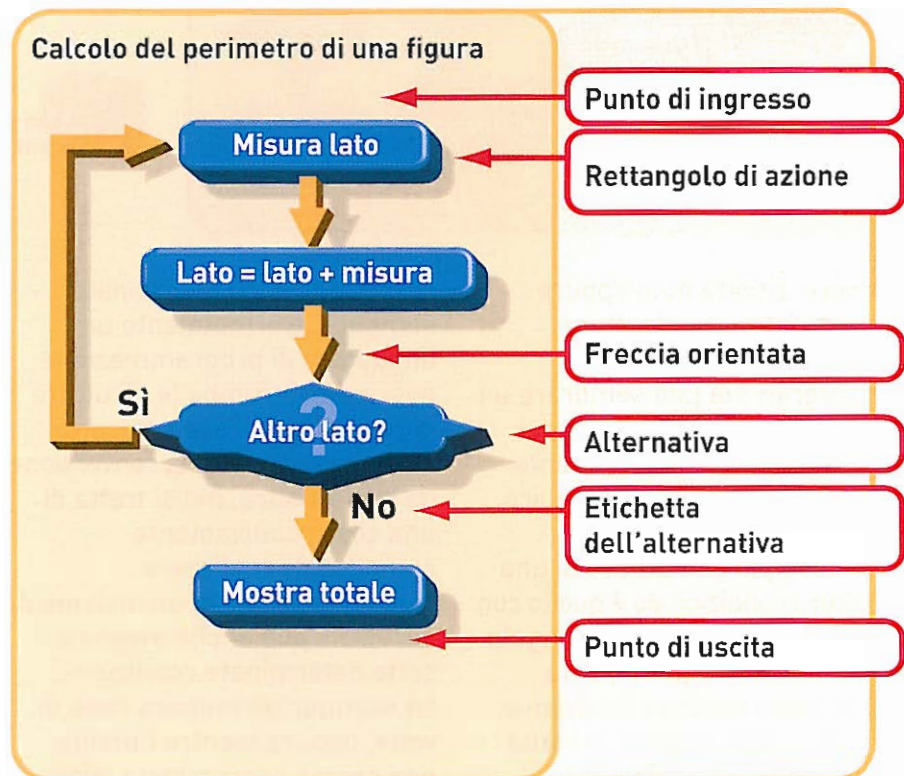 Calcolo del perimetro di una figura
Punto di ingresso
Misura lato
Rettangolo di azione
Lato = lato + misura
Freccia orientata
Sì
Altro lato?
?
Alternativa
No
Etichetta
dell'alternativa
Mostra totale
Punto di uscita